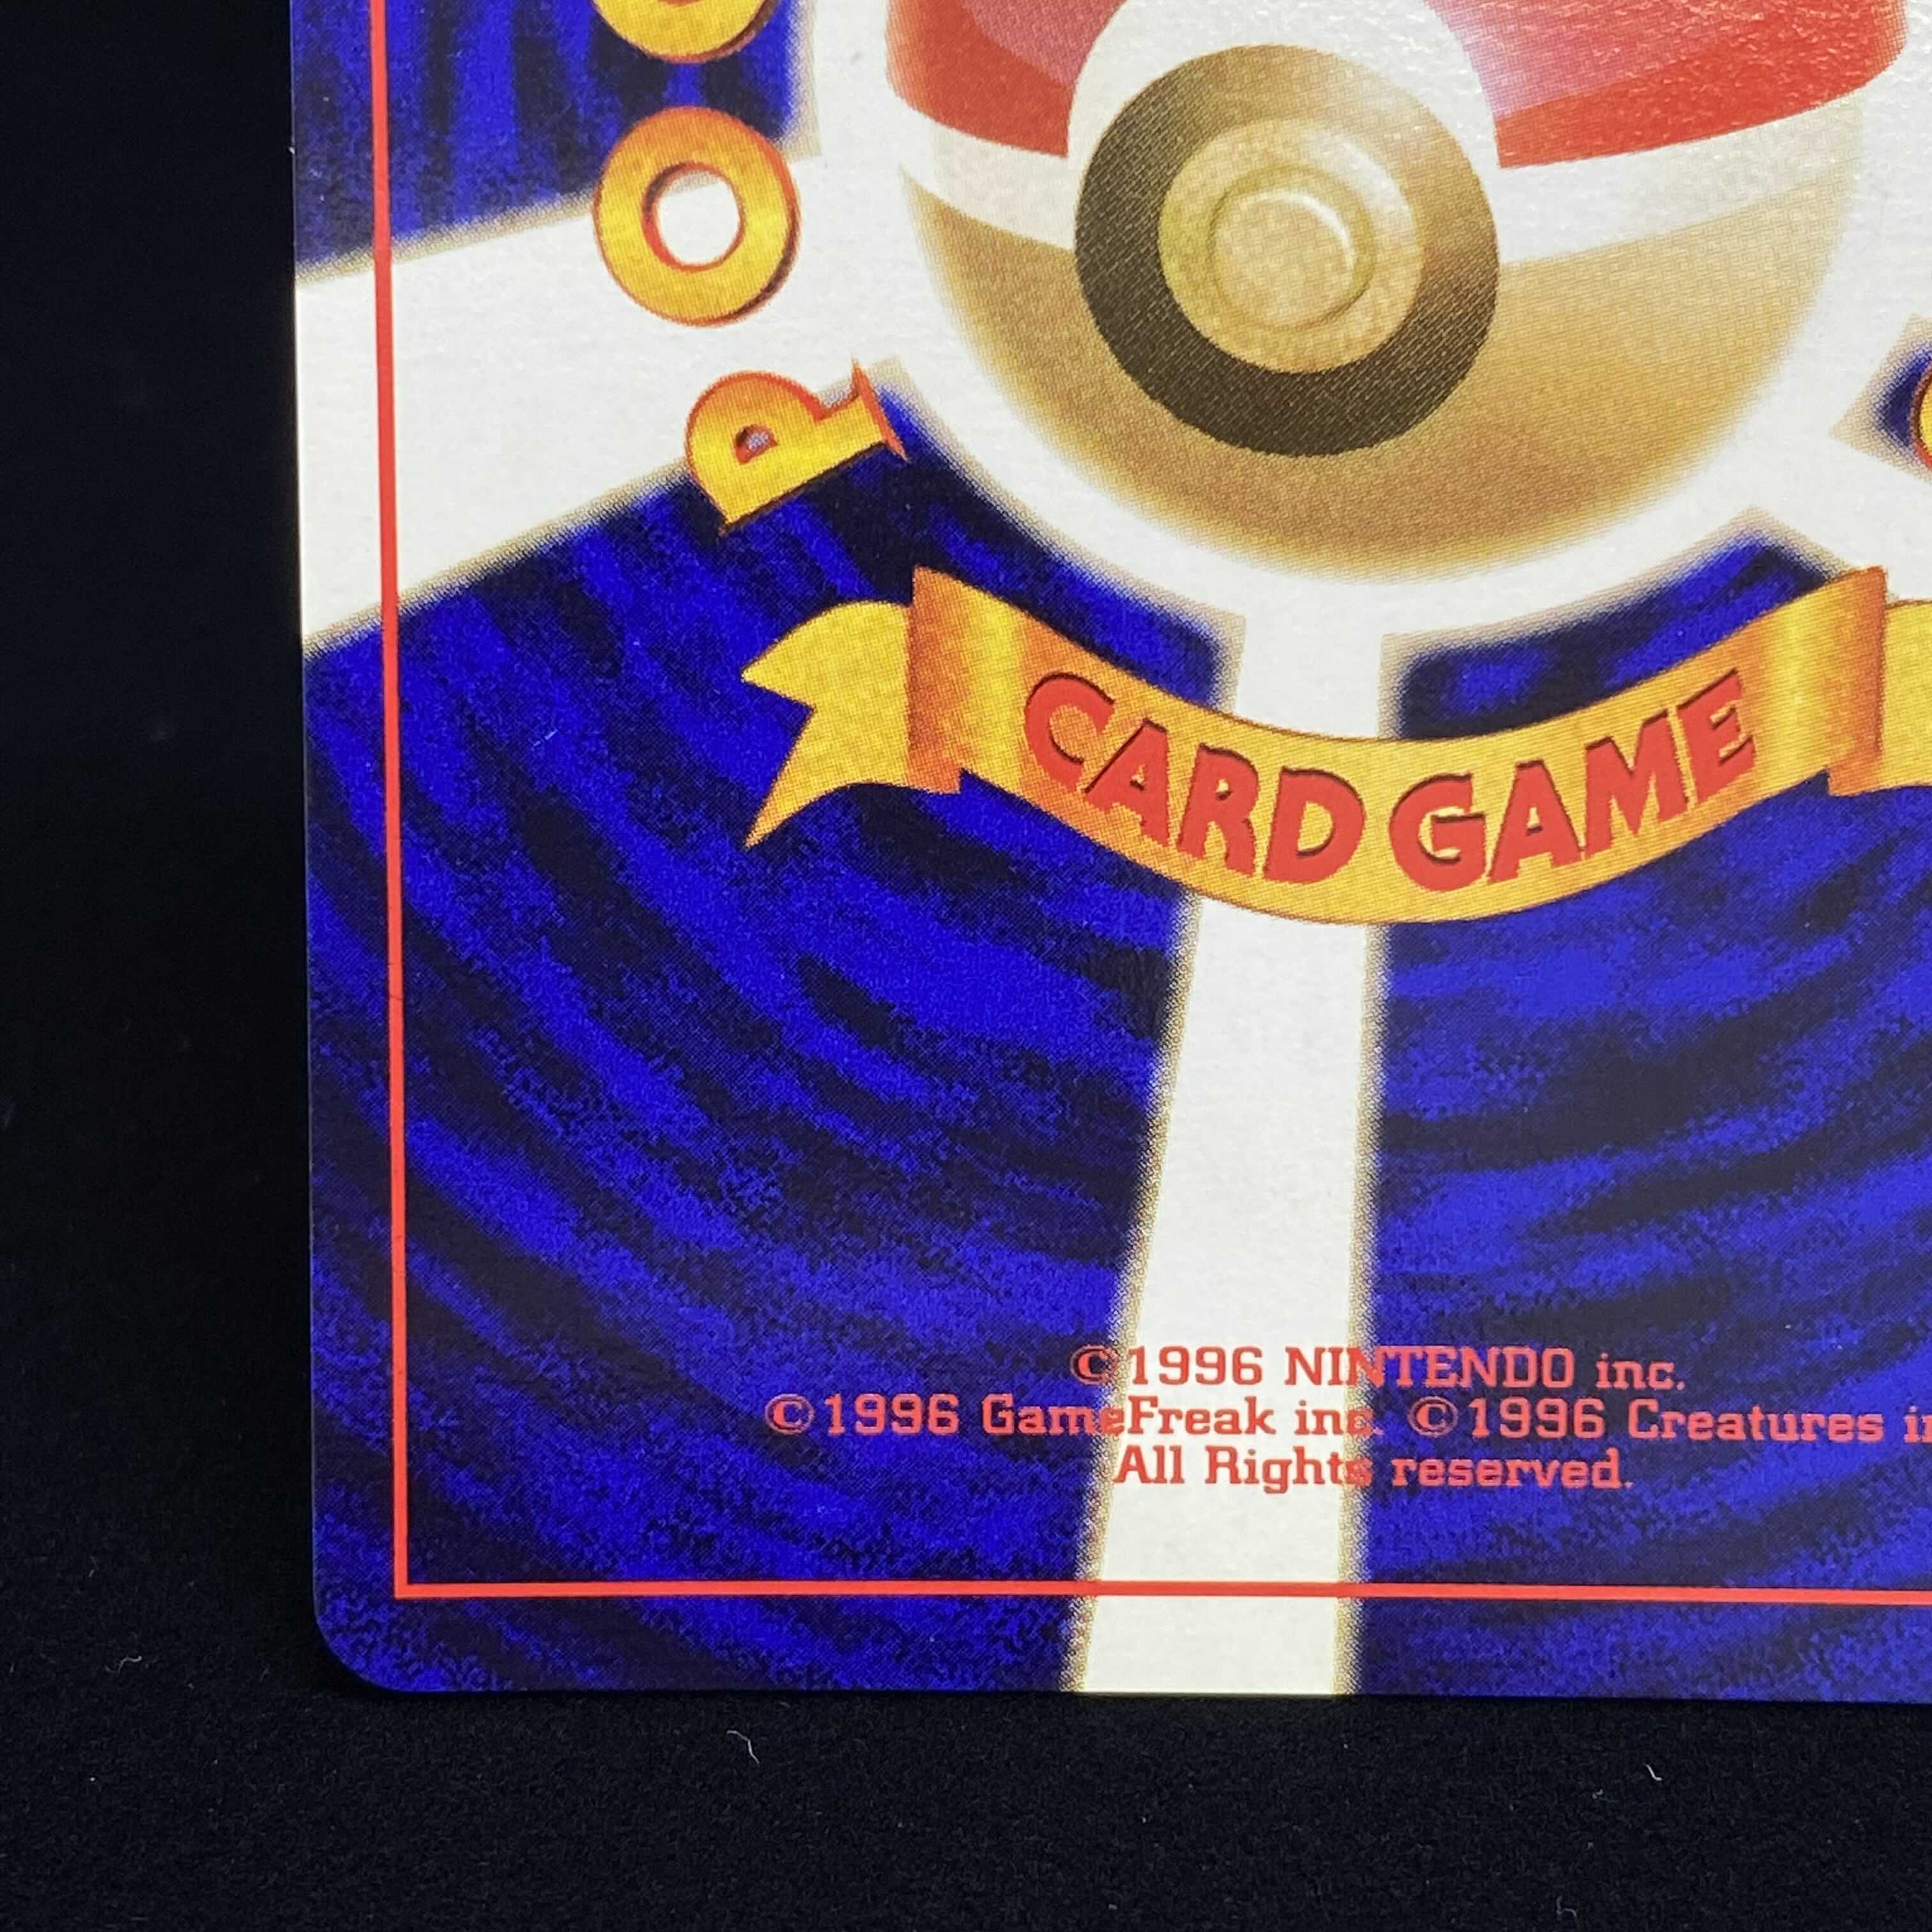 P O
CARD GAME
©1996 NINTENDO inc.
©1996 GameFreak inc. ©1996 Creatures
All Rights reserved.